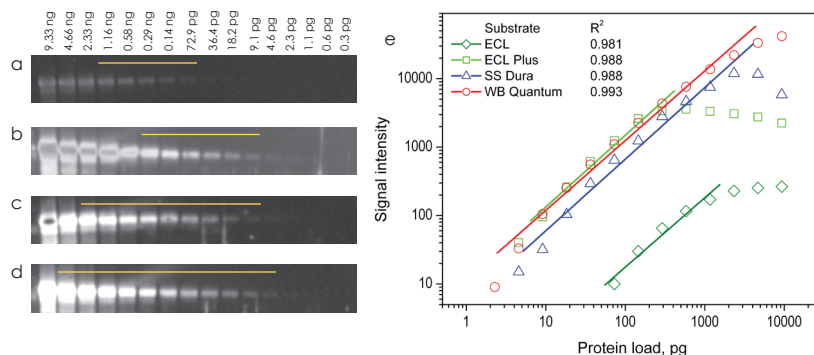 9.33 ng
4.66 ng
2.33 ng
1.16 ng
0.58 ng
0.29 ng
0.14 ng
72.9 pg
36.4 pg
18.2 pg
9.1 pg
4.6 pg
2.3 pg
1.1 pg
0.6 pg
0.3 pg
a
b
c
d
e
Substrate R²
ECL 0.981
ECL Plus 0.988
SS Dura 0.988
WB Quantum 0.993
Signal intensity
10000
1000
100
10
1 10 100 1000 10000
Protein load, pg